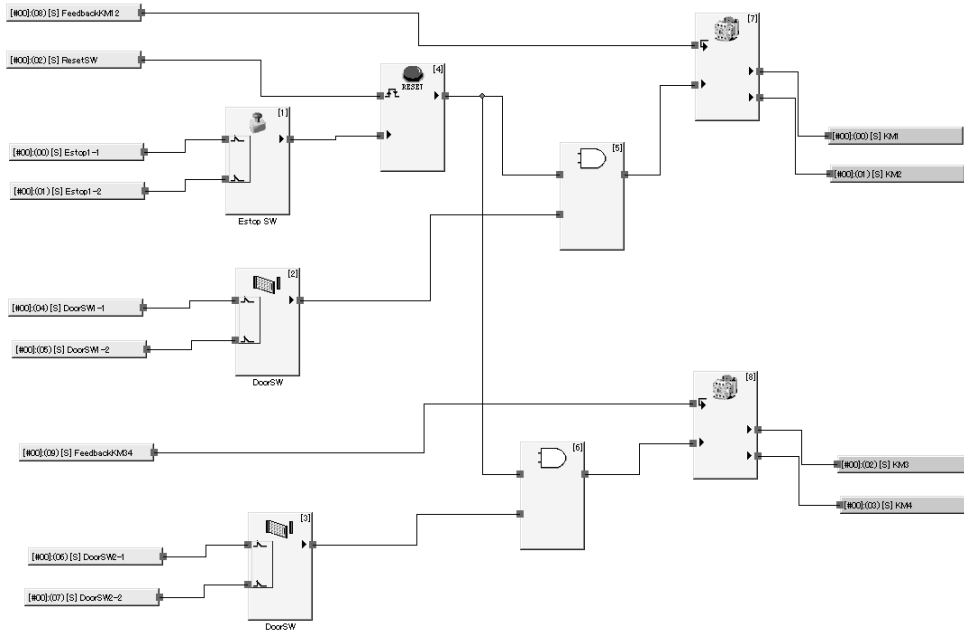 [#00]:(08) [S] FeedbackKM12
[7]
[#00]:(02) [S] ResetSW
[4]
RESET
[1]
[#00]:(00) [S] KM1
[#00]:(00) [S] Estop1-1
[5]
[#00]:(01) [S] KM2
[#00]:(01) [S] Estop1-2
Estop SW
[2]
[#00]:(04) [S] DoorSW1-1
[#00]:(05) [S] DoorSW1-2
DoorSW
[8]
[#00]:(09) [S] FeedbackKM34
[6]
[#00]:(02) [S] KM3
[#00]:(03) [S] KM4
[3]
[#00]:(06) [S] DoorSW2-1
[#00]:(07) [S] DoorSW2-2
DoorSW